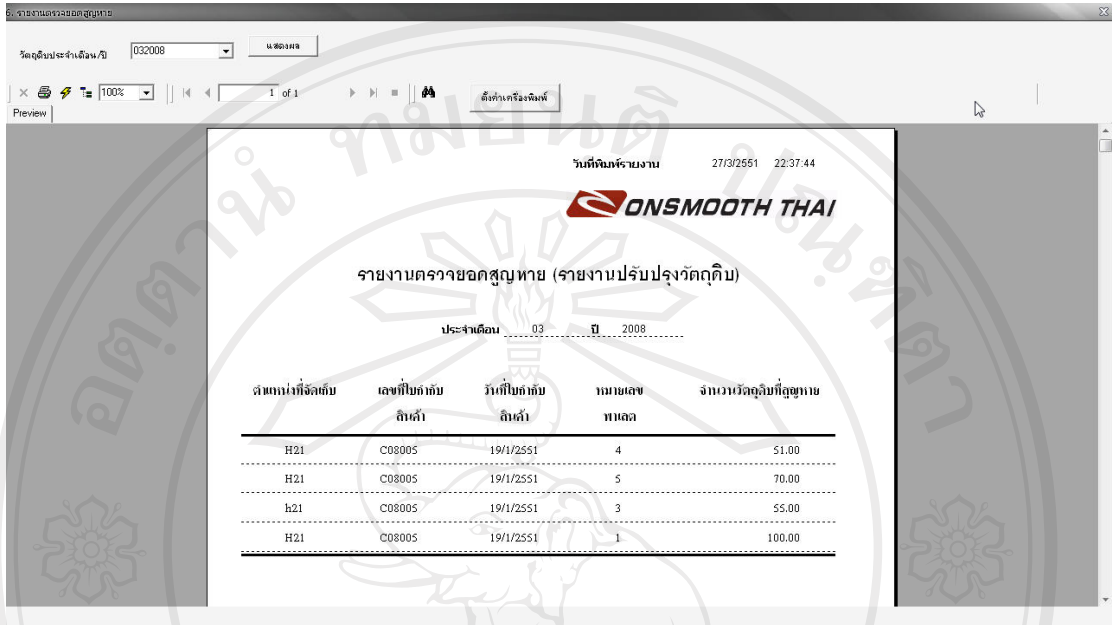 6. รายงานตรวจยอดสูญหาย
วัตถุดิบประจำเดือน/ปี 032008 แสดงผล
100% 1 of 1 ตั้งค่าเครื่องพิมพ์
Preview
วันที่พิมพ์รายงาน 27/3/2551 22:37:44
ONSMOOTH THAI
รายงานตรวจยอดสูญหาย (รายงานปรับปรุงวัตถุดิบ)
ประจำเดือน 03 ปี 2008
ตำแหน่งที่จัดเก็บ เลขที่ใบกำกับ วันที่ใบกำกับ หมายเลข จำนวนวัตถุดิบที่สูญหาย
สินค้า สินค้า พาเลต
H21 C08005 19/1/2551 4 51.00
H21 C08005 19/1/2551 5 70.00
h21 C08005 19/1/2551 3 55.00
H21 C08005 19/1/2551 1 100.00